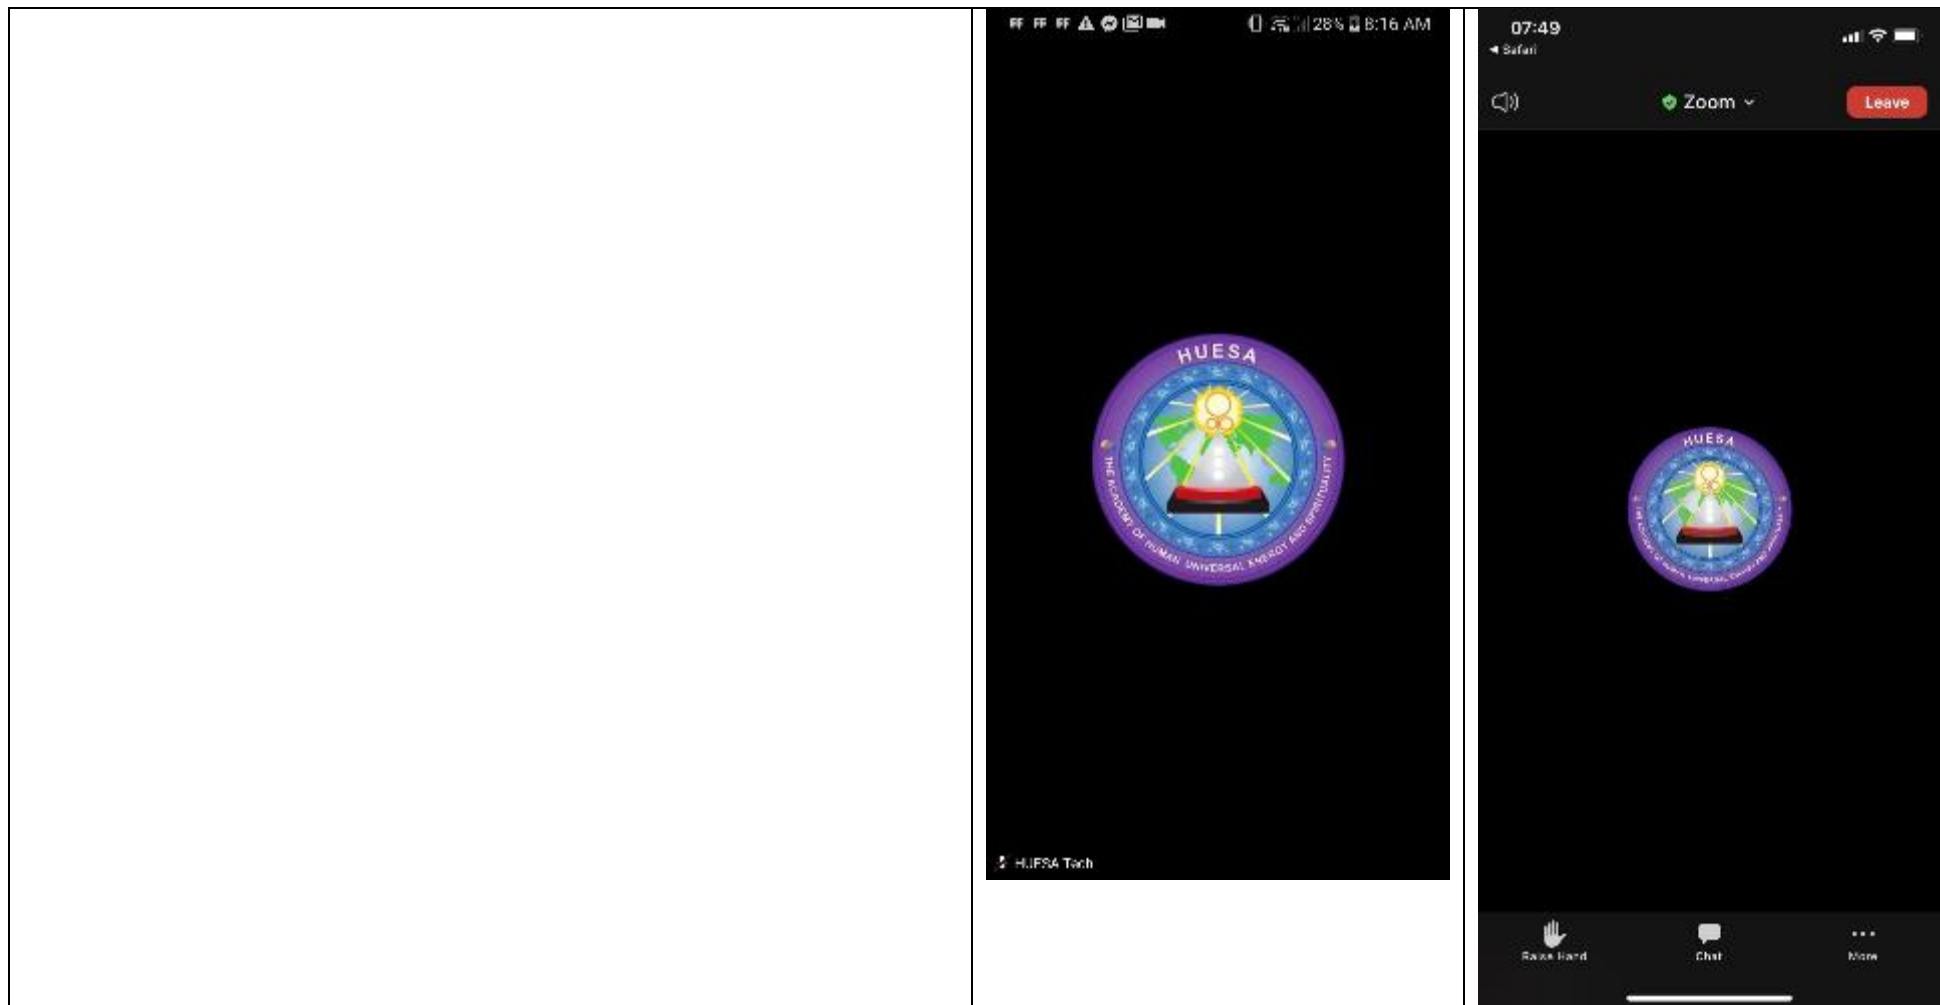 28% 8:16 AM
HUESA
THE ACADEMY OF HUMAN UNIVERSAL ENERGY AND SPIRITUALITY
HUESA Tech
07:49
Safari
Zoom
Leave
HUESA
Raise Hand
Chat
More